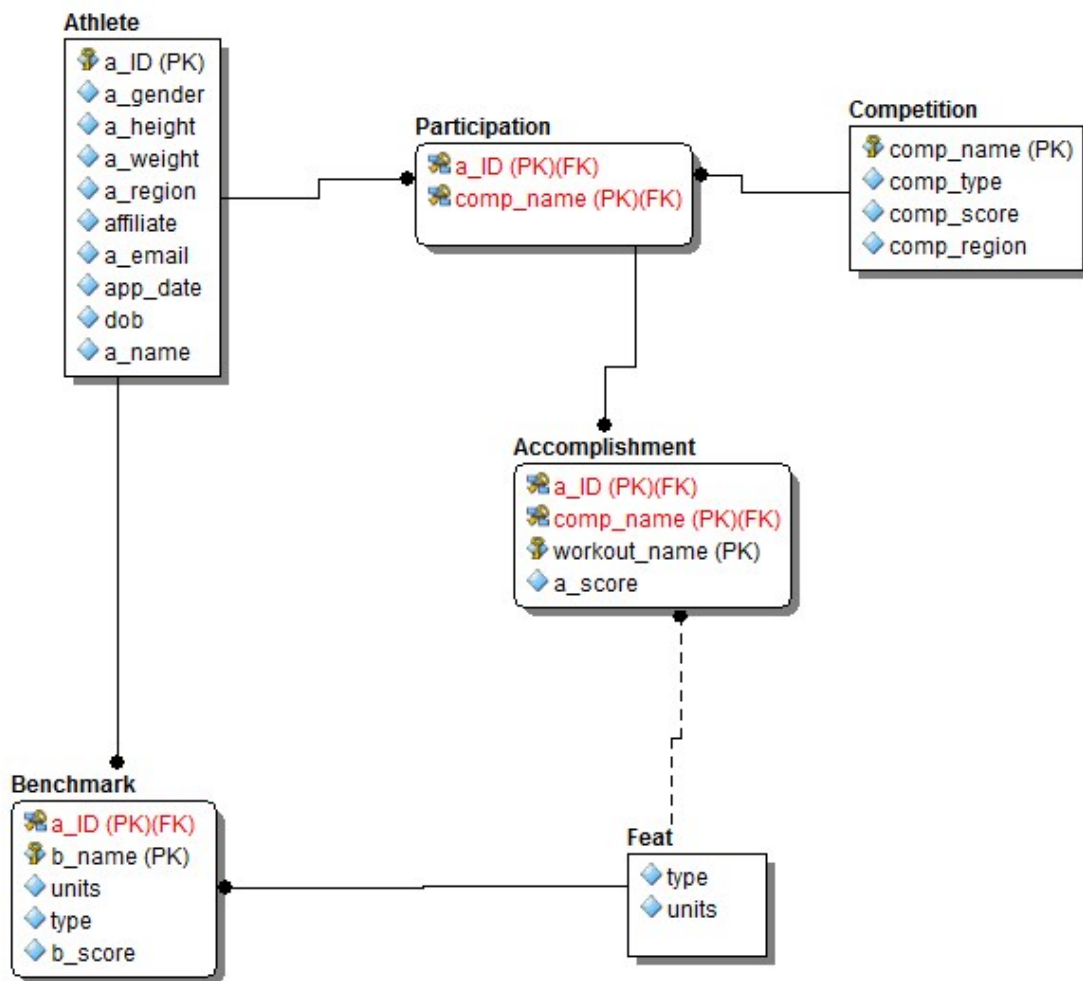 Athlete
a_ID (PK)
a_gender
a_height
a_weight
a_region
affiliate
a_email
app_date
dob
a_name
Participation
a_ID (PK)(FK)
comp_name (PK)(FK)
Competition
comp_name (PK)
comp_type
comp_score
comp_region
Accomplishment
a_ID (PK)(FK)
comp_name (PK)(FK)
workout_name (PK)
a_score
Benchmark
a_ID (PK)(FK)
b_name (PK)
units
type
b_score
Feat
type
units